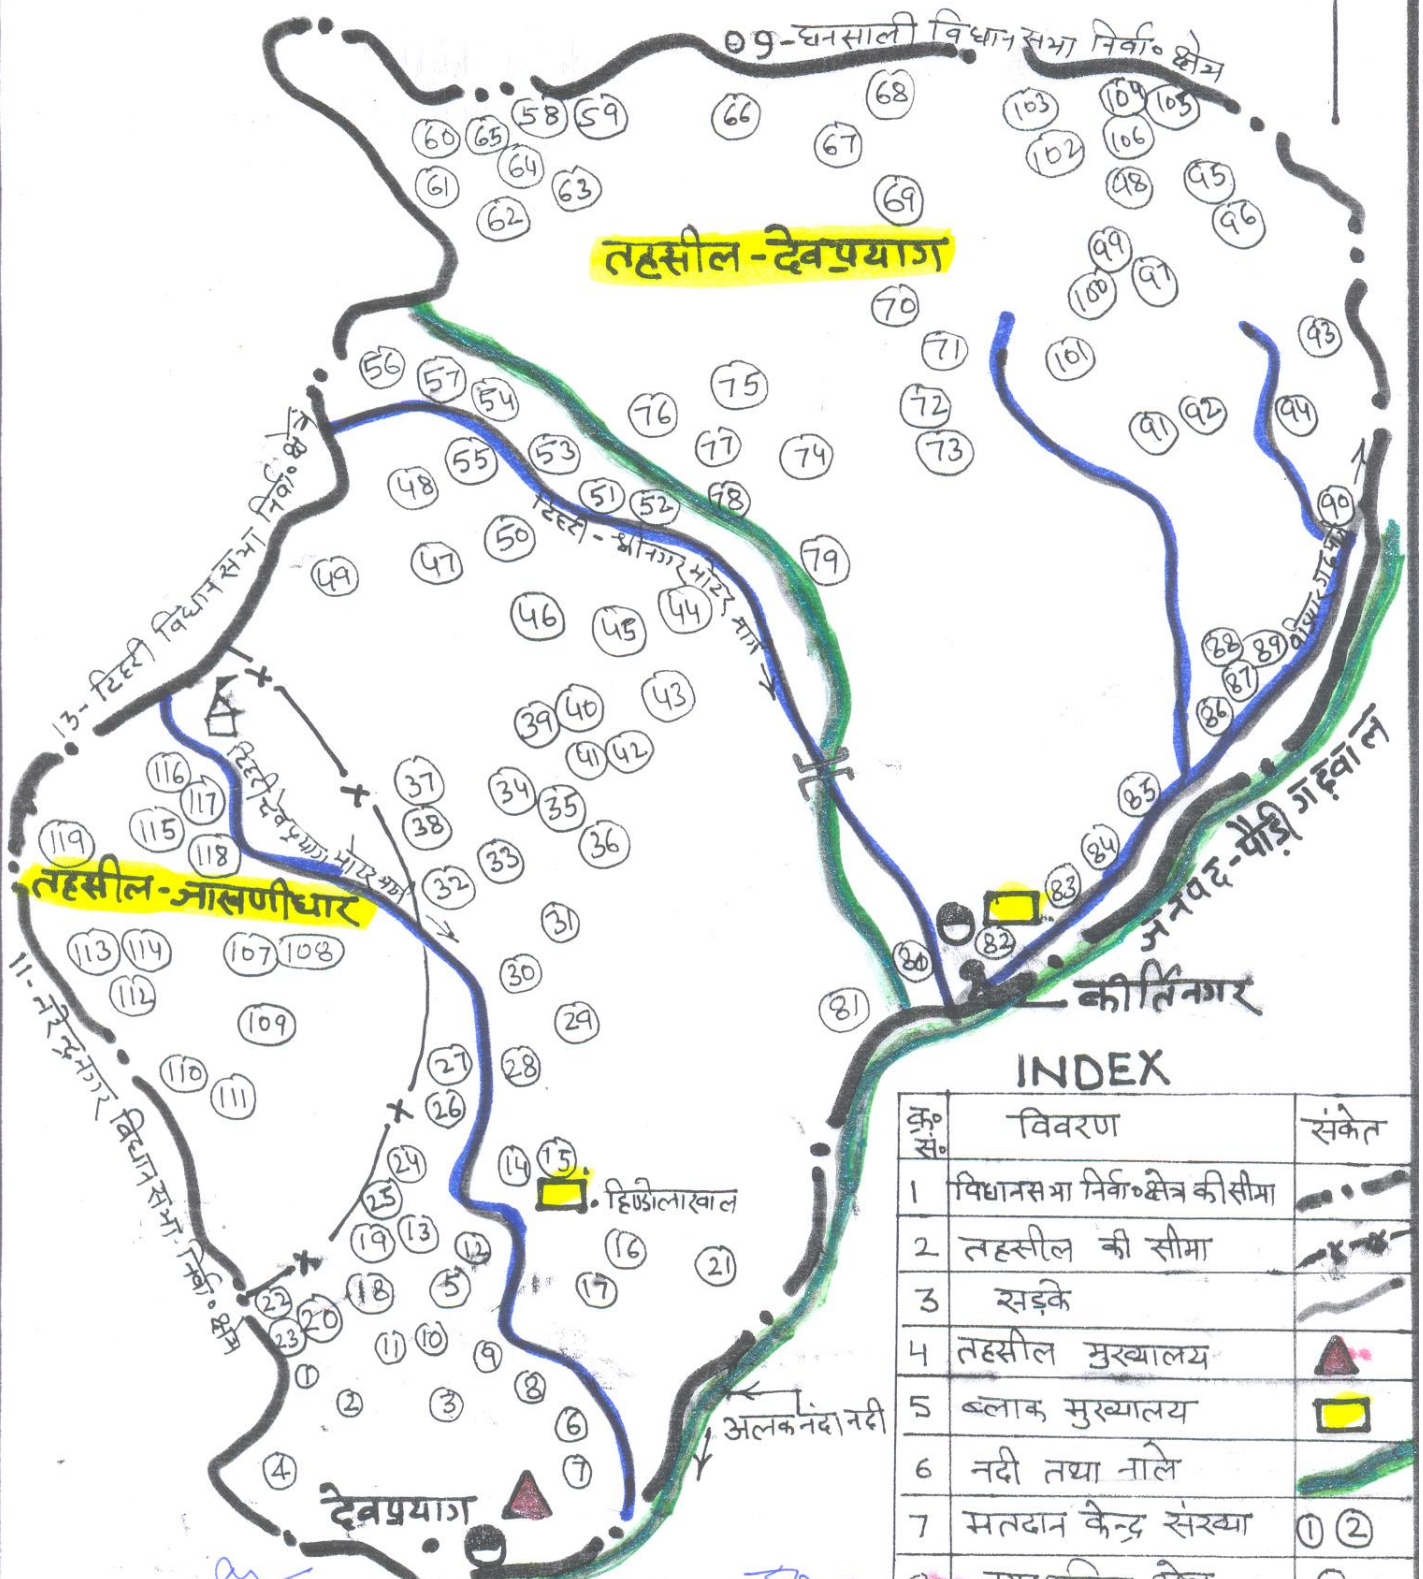 09-घनसाली विधान सभा निर्वा० क्षेत्र
58 59 66 68 103 104 105
60 65 67 102 106
64
61 63 69 98 95
62 96
तहसील-देवप्रयाग
99
100 97
70
71 101 93
56 57 54 75
76 72 91 92 94
55 53 77 74 73
48 51 52 78 90
टिहरी-श्रीनगर मोटर मार्ग
50
49 47 79
46 45 44
13-टिहरी विधान सभा निर्वा० क्षेत्र
88 89
87
39 40 43 86
41 42
116 37 34 85
117 35
टिहरी देवप्रयाग मोटर मार्ग
119 115 38 36 84
118 33
तहसील-जाखणीधार
32 83
जनपद-पौड़ी गढ़वाल
113 114 107 108 31 82
30 80
112 कीर्तिनगर
109 29 81
11-नरेन्द्रनगर विधान सभा-निर्वा० क्षेत्र
110 27 28
111 26
24 14 15
25 हिण्डोलाखाल
19 13 12 16 21
18 5 17
22 20
23 11 10 9
1 8
2 3 6
अलकनंदा नदी
4 7
देवप्रयाग
INDEX
क्र० सं० विवरण संकेत
1 विधानसभा निर्वा० क्षेत्र की सीमा
2 तहसील की सीमा
3 सड़के
4 तहसील मुख्यालय
5 ब्लाक मुख्यालय
6 नदी तथा नाले
7 मतदान केन्द्र संख्या 1 2